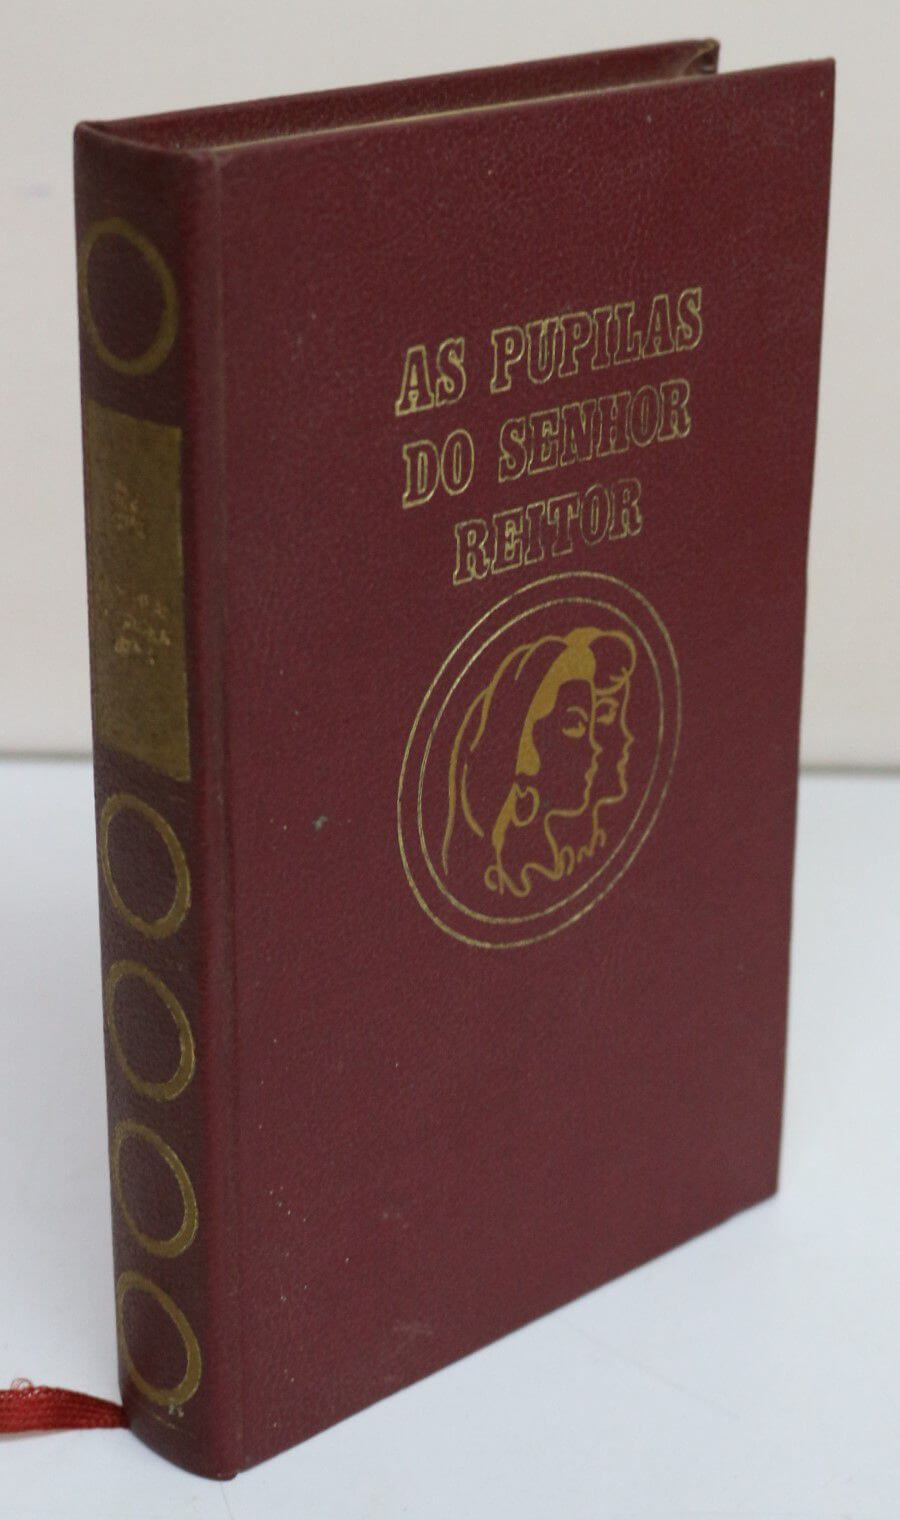 AS PUPILAS
DO SENHOR
REITOR